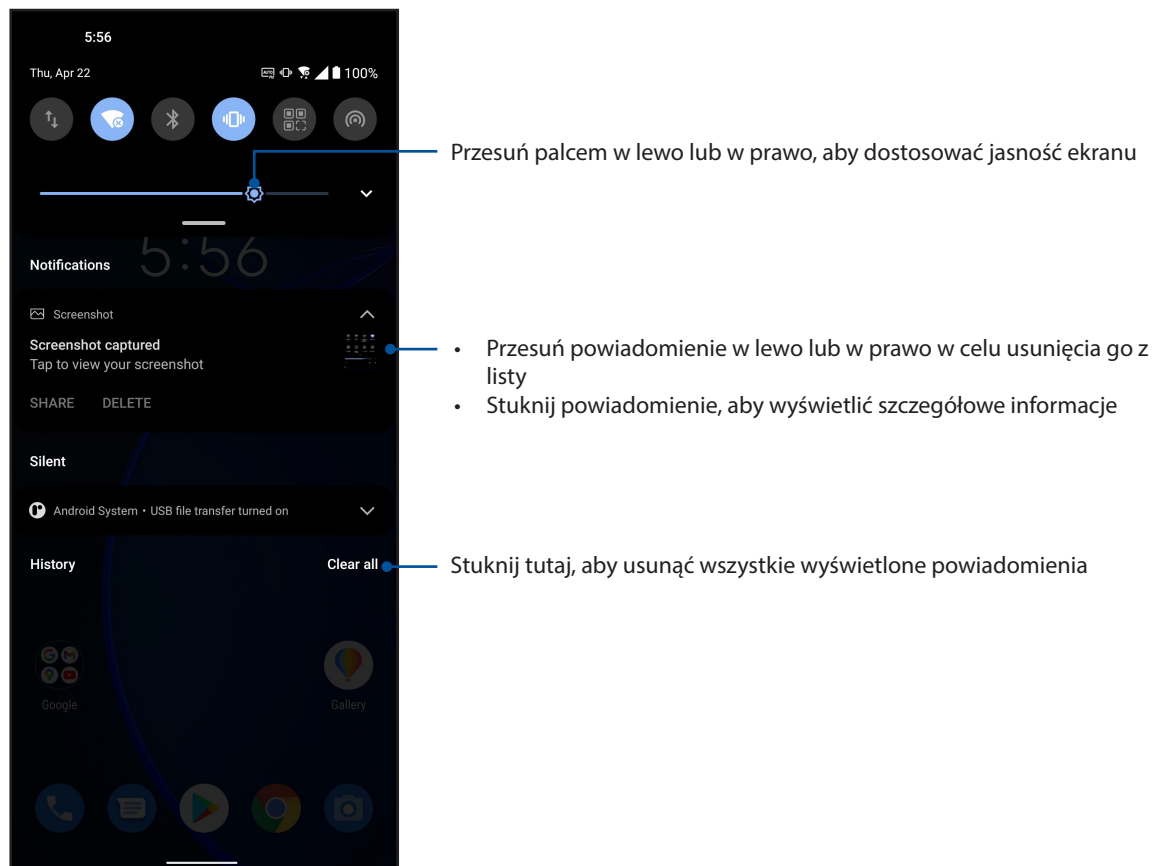 5:56
Thu, Apr 22
100%
Przesuń palcem w lewo lub w prawo, aby dostosować jasność ekranu
5:56
Notifications
Screenshot
Screenshot captured
Tap to view your screenshot
SHARE DELETE
• Przesuń powiadomienie w lewo lub w prawo w celu usunięcia go z
listy
• Stuknij powiadomienie, aby wyświetlić szczegółowe informacje
Silent
Android System • USB file transfer turned on
History Clear all
Stuknij tutaj, aby usunąć wszystkie wyświetlone powiadomienia
Google Gallery